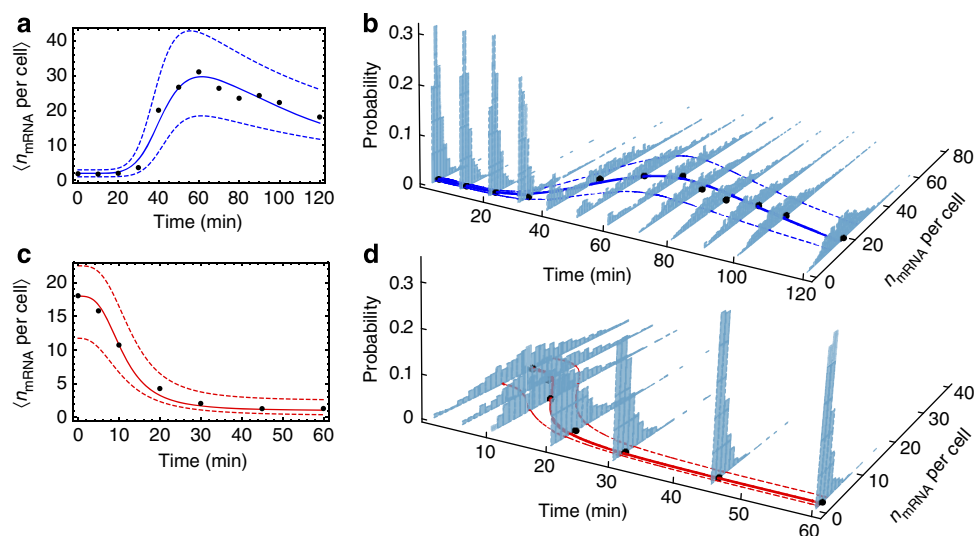 a
⟨nmRNA per cell⟩
40
30
20
10
0
0 20 40 60 80 100 120
Time (min)
b
Probability
0.3
0.2
0.1
0
20 40 60 80 100 120
Time (min)
0 20 40 60 80
nmRNA per cell
c
⟨nmRNA per cell⟩
20
15
10
5
0
0 10 20 30 40 50 60
Time (min)
d
Probability
0.3
0.2
0.1
0
10 20 30 40 50 60
Time (min)
0 10 20 30 40
nmRNA per cell